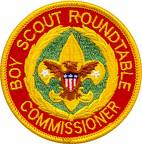 BOY SCOUT ROUNDTABLE
COMMISSIONER